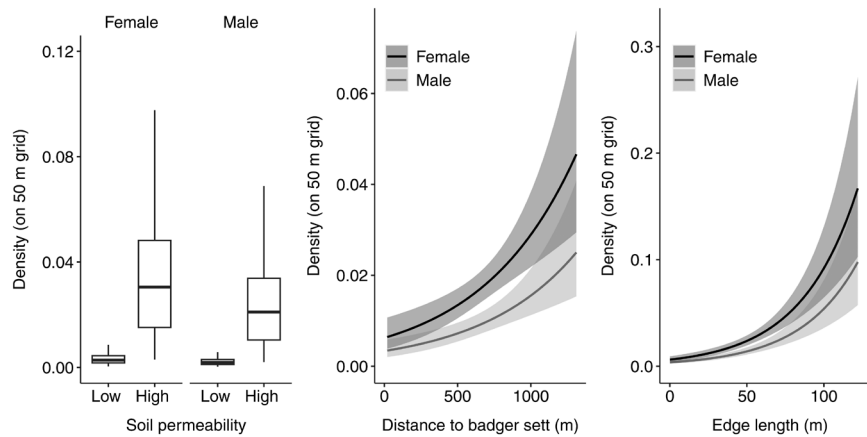 Female Male
0.12
0.08
0.04
0.00
Density (on 50 m grid)
Low High Low High
Soil permeability
Female
Male
0.06
0.04
0.02
0.00
Density (on 50 m grid)
0 500 1000
Distance to badger sett (m)
Female
Male
0.3
0.2
0.1
0.0
Density (on 50 m grid)
0 50 100
Edge length (m)